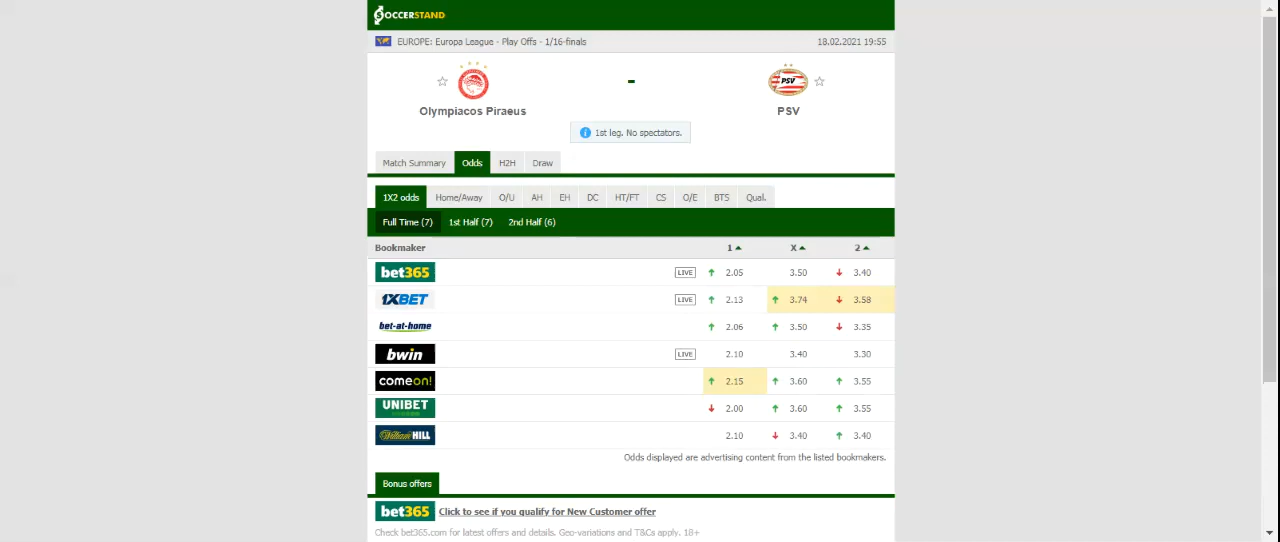 SOCCERSTAND
EUROPE: Europa League - Play Offs - 1/16-finals 18.02.2021 19:55
-
PSV
Olympiacos Piraeus PSV
1st leg. No spectators.
Match Summary Odds H2H Draw
1X2 odds Home/Away O/U AH EH DC HT/FT CS O/E BTS Qual.
Full Time (7) 1st Half (7) 2nd Half (6)
Bookmaker 1 X 2
bet365 LIVE 2.05 3.50 3.40
1XBET LIVE 2.13 3.74 3.58
bet-at-home 2.06 3.50 3.35
bwin LIVE 2.10 3.40 3.30
comeon! 2.15 3.60 3.55
UNIBET 2.00 3.60 3.55
William HILL 2.10 3.40 3.40
Odds displayed are advertising content from the listed bookmakers.
Bonus offers
bet365 Click to see if you qualify for New Customer offer
Check bet365.com for latest offers and details. Geo-variations and T&Cs apply. 18+